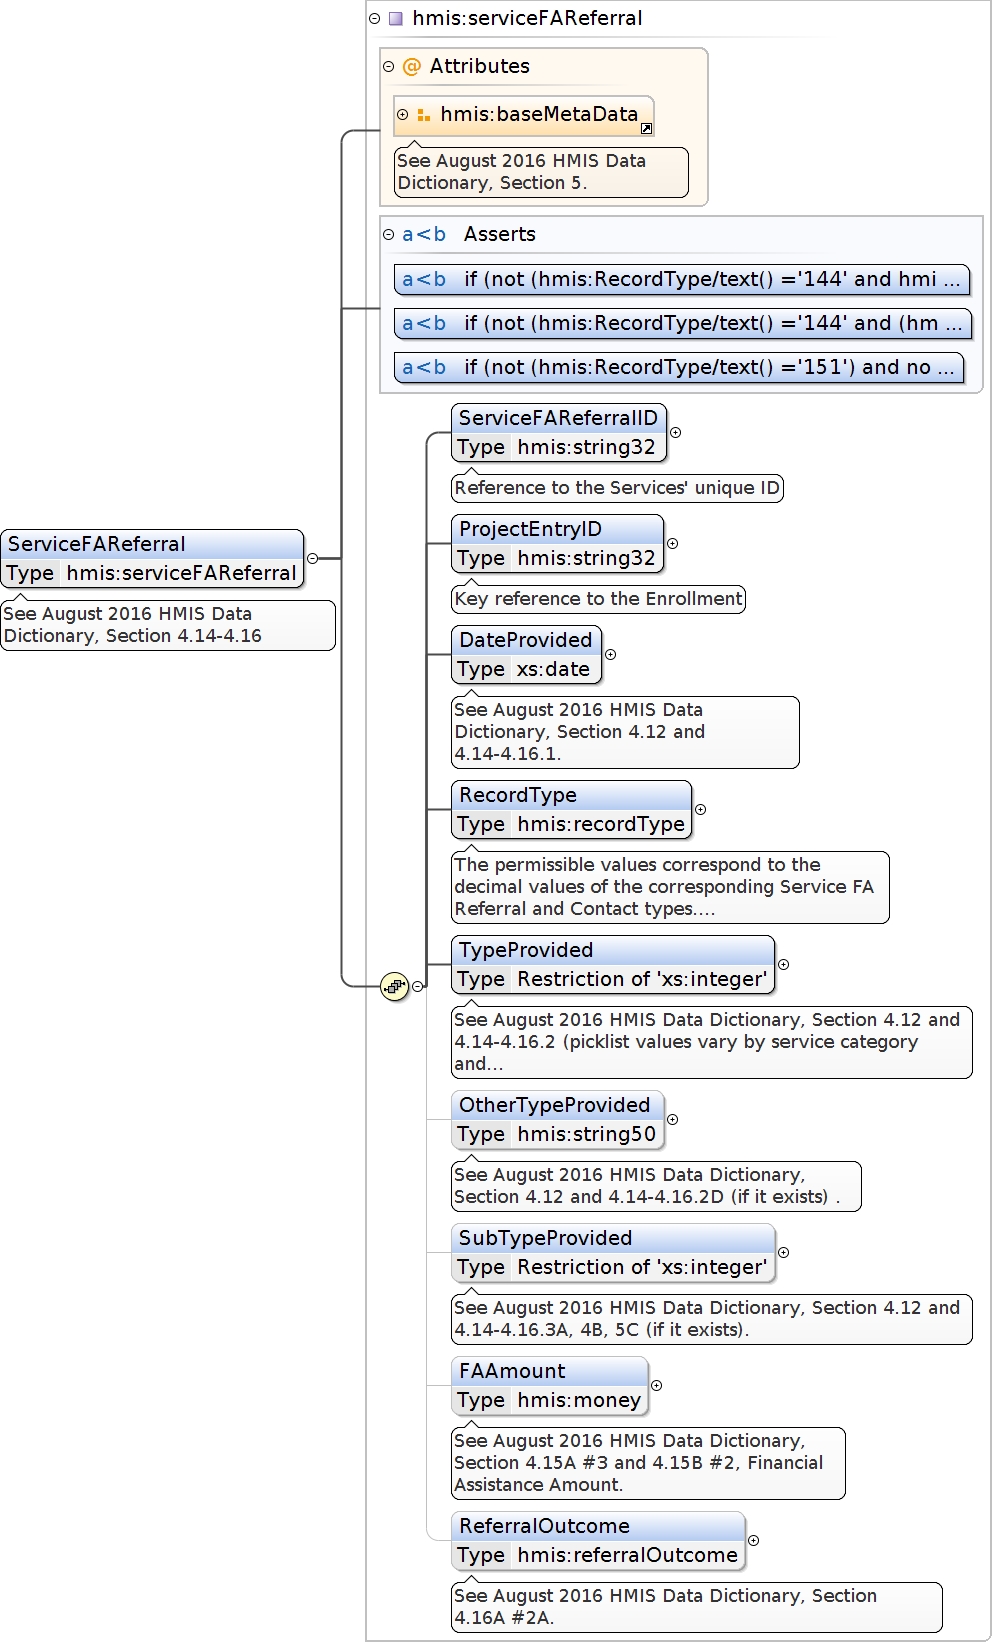 hmis:serviceFAReferral
@ Attributes
hmis:baseMetaData
See August 2016 HMIS Data
Dictionary, Section 5.
a<b Asserts
a<b if (not (hmis:RecordType/text() ='144' and hmi ...
a<b if (not (hmis:RecordType/text() ='144' and (hm ...
a<b if (not (hmis:RecordType/text() ='151') and no ...
ServiceFAReferral
Type hmis:serviceFAReferral
See August 2016 HMIS Data
Dictionary, Section 4.14-4.16
ServiceFAReferralID
Type hmis:string32
Reference to the Services' unique ID
ProjectEntryID
Type hmis:string32
Key reference to the Enrollment
DateProvided
Type xs:date
See August 2016 HMIS Data
Dictionary, Section 4.12 and
4.14-4.16.1.
RecordType
Type hmis:recordType
The permissible values correspond to the
decimal values of the corresponding Service FA
Referral and Contact types....
TypeProvided
Type Restriction of 'xs:integer'
See August 2016 HMIS Data Dictionary, Section 4.12 and
4.14-4.16.2 (picklist values vary by service category
and...
OtherTypeProvided
Type hmis:string50
See August 2016 HMIS Data Dictionary,
Section 4.12 and 4.14-4.16.2D (if it exists) .
SubTypeProvided
Type Restriction of 'xs:integer'
See August 2016 HMIS Data Dictionary, Section 4.12 and
4.14-4.16.3A, 4B, 5C (if it exists).
FAAmount
Type hmis:money
See August 2016 HMIS Data Dictionary,
Section 4.15A #3 and 4.15B #2, Financial
Assistance Amount.
ReferralOutcome
Type hmis:referralOutcome
See August 2016 HMIS Data Dictionary, Section
4.16A #2A.